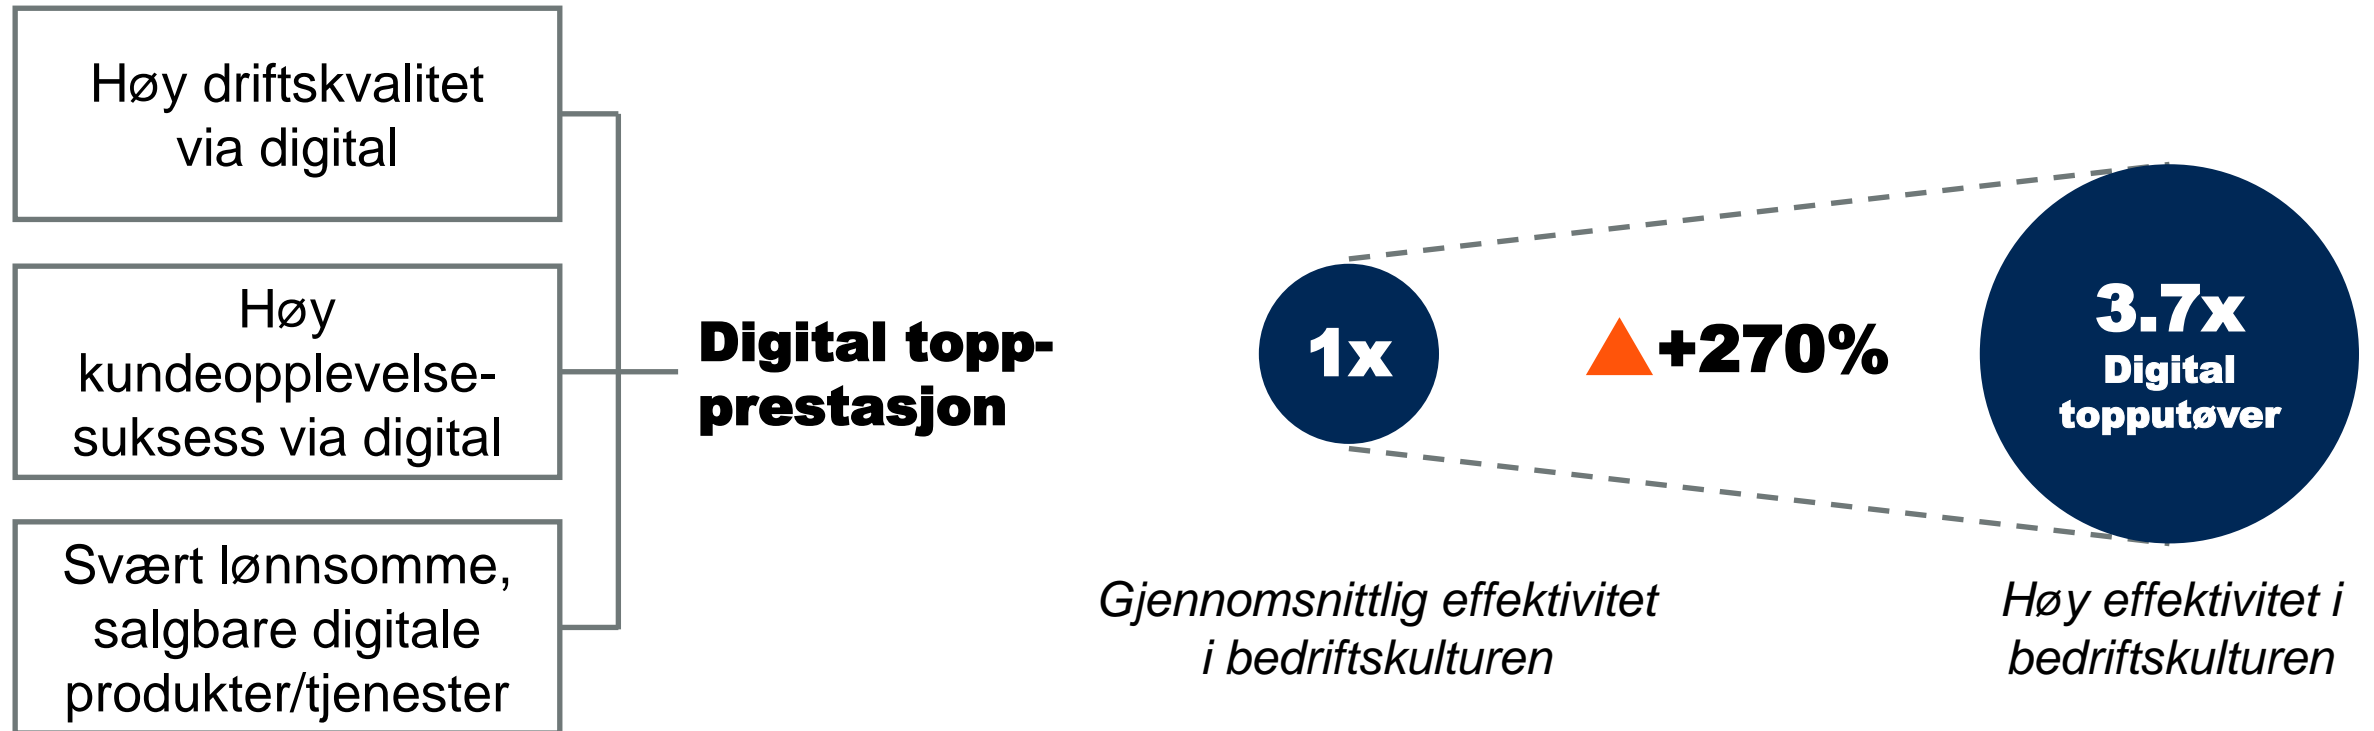 Høy driftskvalitet
via digital
Høy
kundeopplevelse-
suksess via digital
Svært lønnsomme,
salgbare digitale
produkter/tjenester
Digital topp-
prestasjon
1x
+270%
3.7x
Digital
topputøver
Gjennomsnittlig effektivitet
i bedriftskulturen
Høy effektivitet i
bedriftskulturen